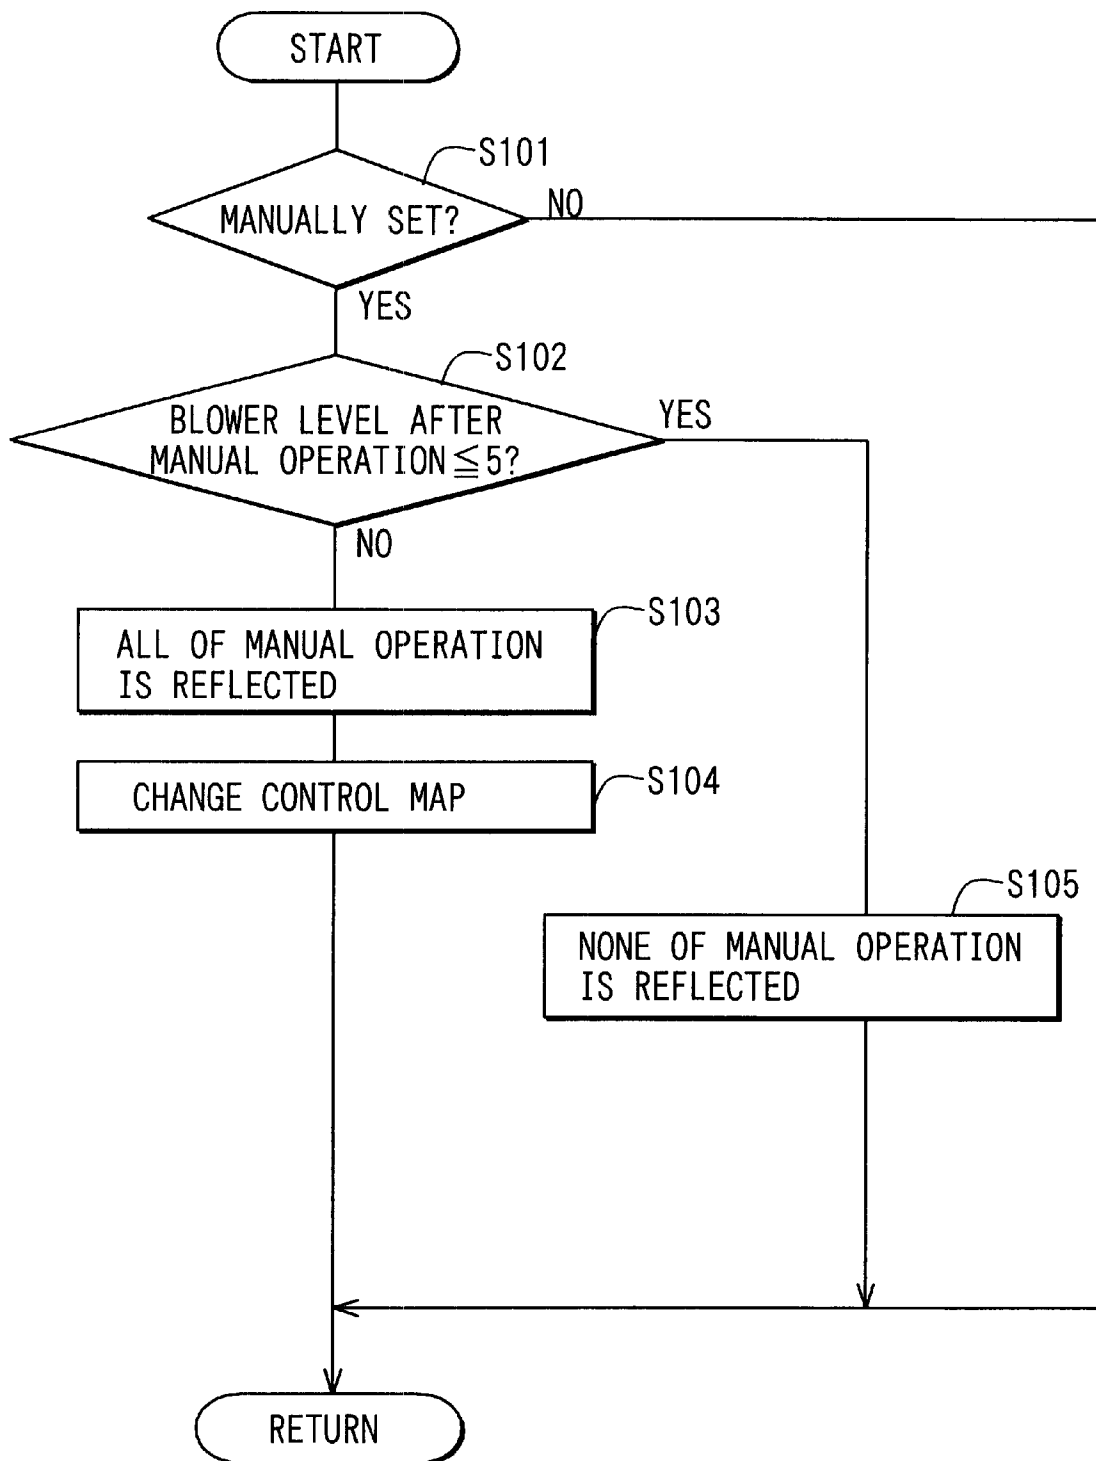 START
S101
MANUALLY SET?
NO
YES
S102
BLOWER LEVEL AFTER
MANUAL OPERATION≦5?
YES
NO
S103
ALL OF MANUAL OPERATION
IS REFLECTED
S104
CHANGE CONTROL MAP
S105
NONE OF MANUAL OPERATION
IS REFLECTED
RETURN